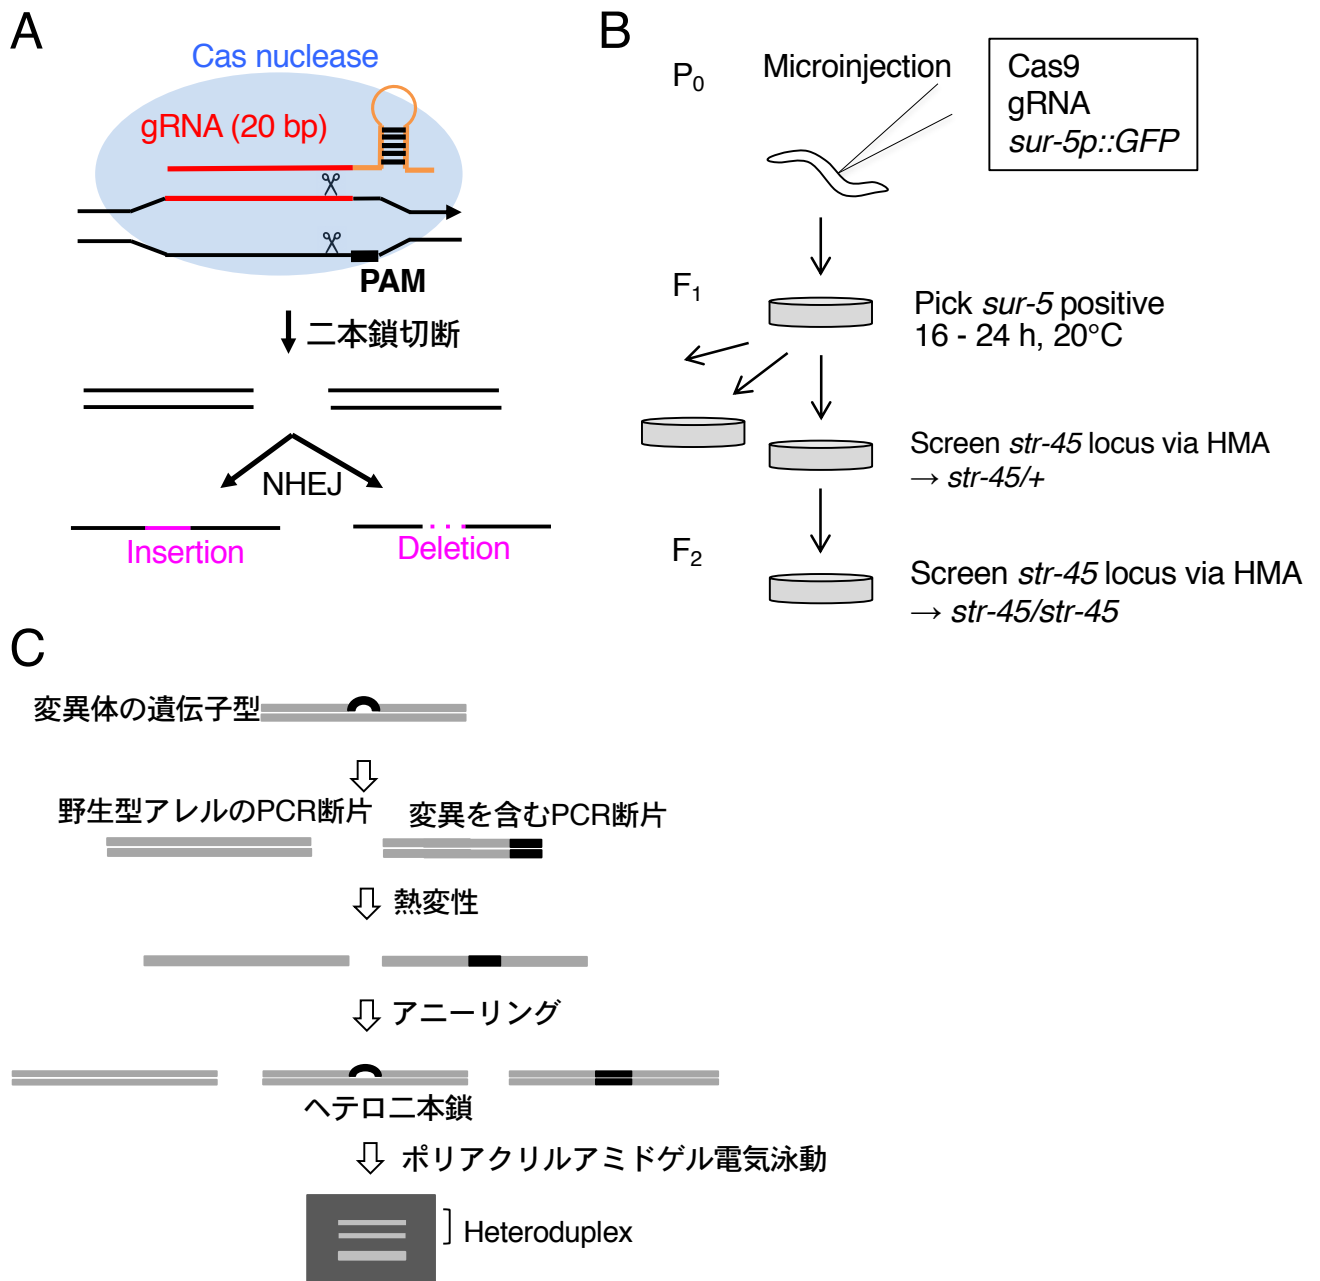 A
Cas nuclease
gRNA (20 bp)
PAM
二本鎖切断
NHEJ
Insertion
Deletion
B
P0
Microinjection
Cas9
gRNA
sur-5p::GFP
F1
Pick sur-5 positive
16 - 24 h, 20°C
Screen str-45 locus via HMA
→ str-45/+
F2
Screen str-45 locus via HMA
→ str-45/str-45
C
変異体の遺伝子型
野生型アレルのPCR断片
変異を含むPCR断片
熱変性
アニーリング
ヘテロ二本鎖
ポリアクリルアミドゲル電気泳動
Heteroduplex